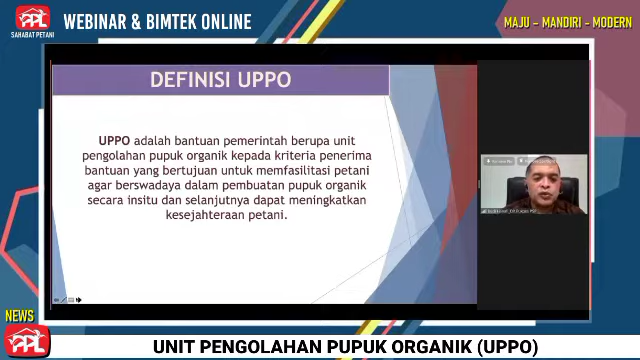 PPL
SAHABAT PETANI
WEBINAR & BIMTEK ONLINE
MAJU – MANDIRI – MODERN
DEFINISI UPPO
UPPO adalah bantuan pemerintah berupa unit
pengolahan pupuk organik kepada kriteria penerima
bantuan yang bertujuan untuk memfasilitasi petani
agar berswadaya dalam pembuatan pupuk organik
secara insitu dan selanjutnya dapat meningkatkan
kesejahteraan petani.
NEWS
PPL
UNIT PENGOLAHAN PUPUK ORGANIK (UPPO)